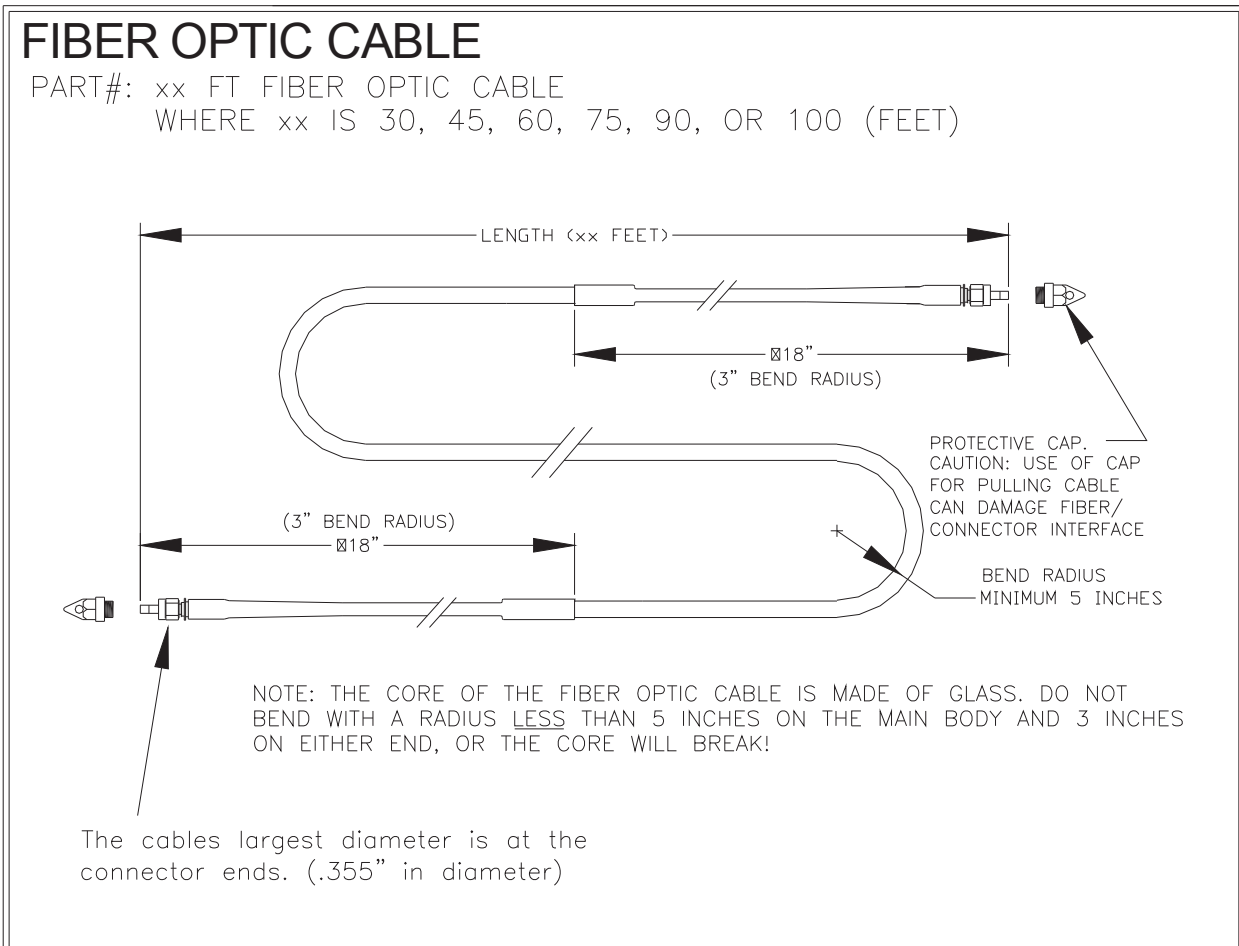 FIBER OPTIC CABLE
PART#: xx FT FIBER OPTIC CABLE
WHERE xx IS 30, 45, 60, 75, 90, OR 100 (FEET)
LENGTH (xx FEET)
18"
(3" BEND RADIUS)
PROTECTIVE CAP.
CAUTION: USE OF CAP
FOR PULLING CABLE
CAN DAMAGE FIBER/
CONNECTOR INTERFACE
(3" BEND RADIUS)
18"
BEND RADIUS
MINIMUM 5 INCHES
NOTE: THE CORE OF THE FIBER OPTIC CABLE IS MADE OF GLASS. DO NOT
BEND WITH A RADIUS LESS THAN 5 INCHES ON THE MAIN BODY AND 3 INCHES
ON EITHER END, OR THE CORE WILL BREAK!
The cables largest diameter is at the
connector ends. (.355" in diameter)